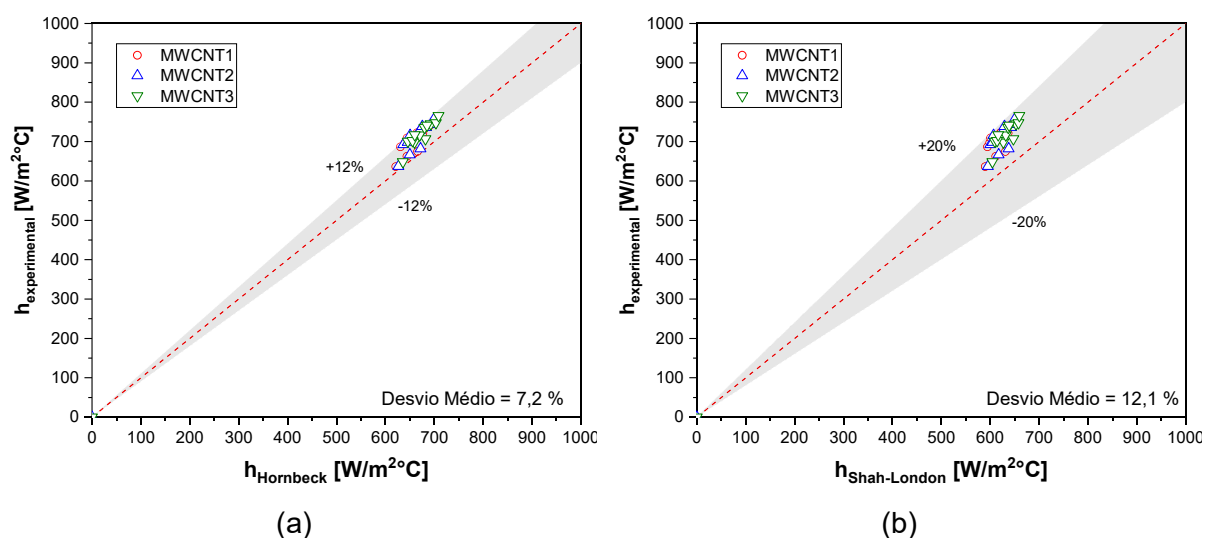 1000
900
800
700
600
500
400
300
200
100
0
h_experimental [W/m²°C]
MWCNT1
MWCNT2
MWCNT3
+12%
-12%
Desvio Médio = 7,2 %
0 100 200 300 400 500 600 700 800 900 1000
h_Hornbeck [W/m²°C]
(a)
1000
900
800
700
600
500
400
300
200
100
0
h_experimental [W/m²°C]
MWCNT1
MWCNT2
MWCNT3
+20%
-20%
Desvio Médio = 12,1 %
0 100 200 300 400 500 600 700 800 900 1000
h_Shah-London [W/m²°C]
(b)